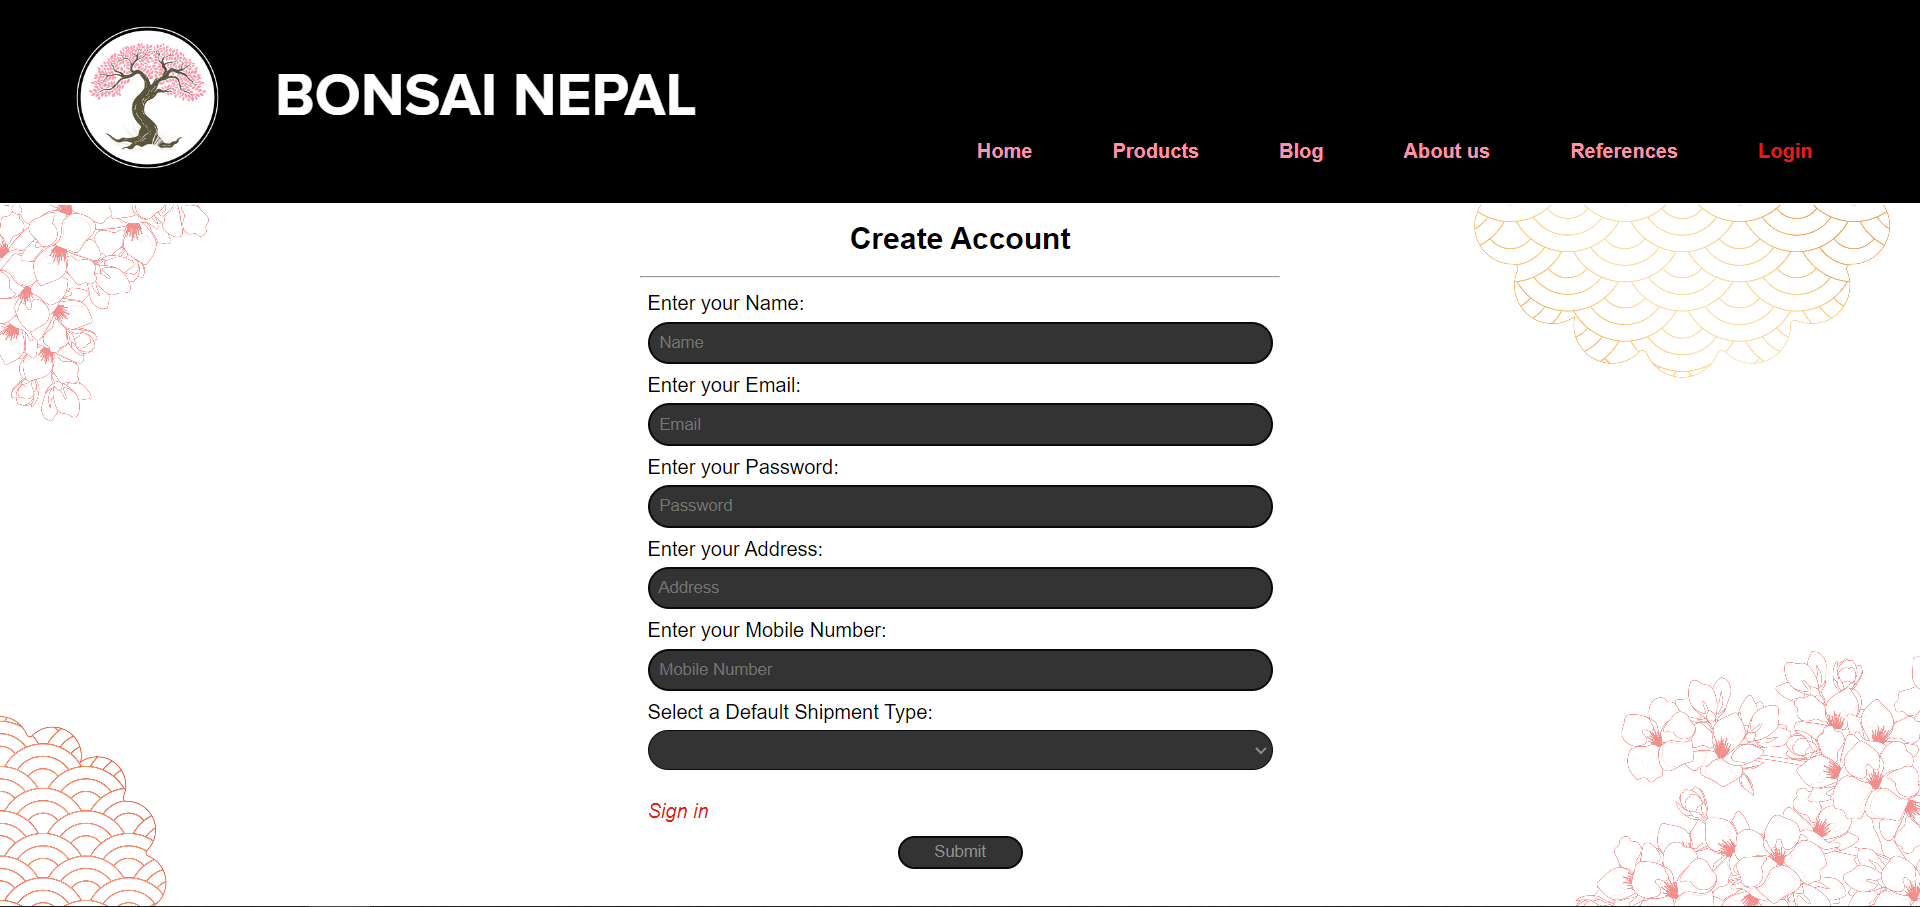 BONSAI NEPAL
Home Products Blog About us References Login
Create Account
Enter your Name:
Name
Enter your Email:
Email
Enter your Password:
Password
Enter your Address:
Address
Enter your Mobile Number:
Mobile Number
Select a Default Shipment Type:
Sign in
Submit